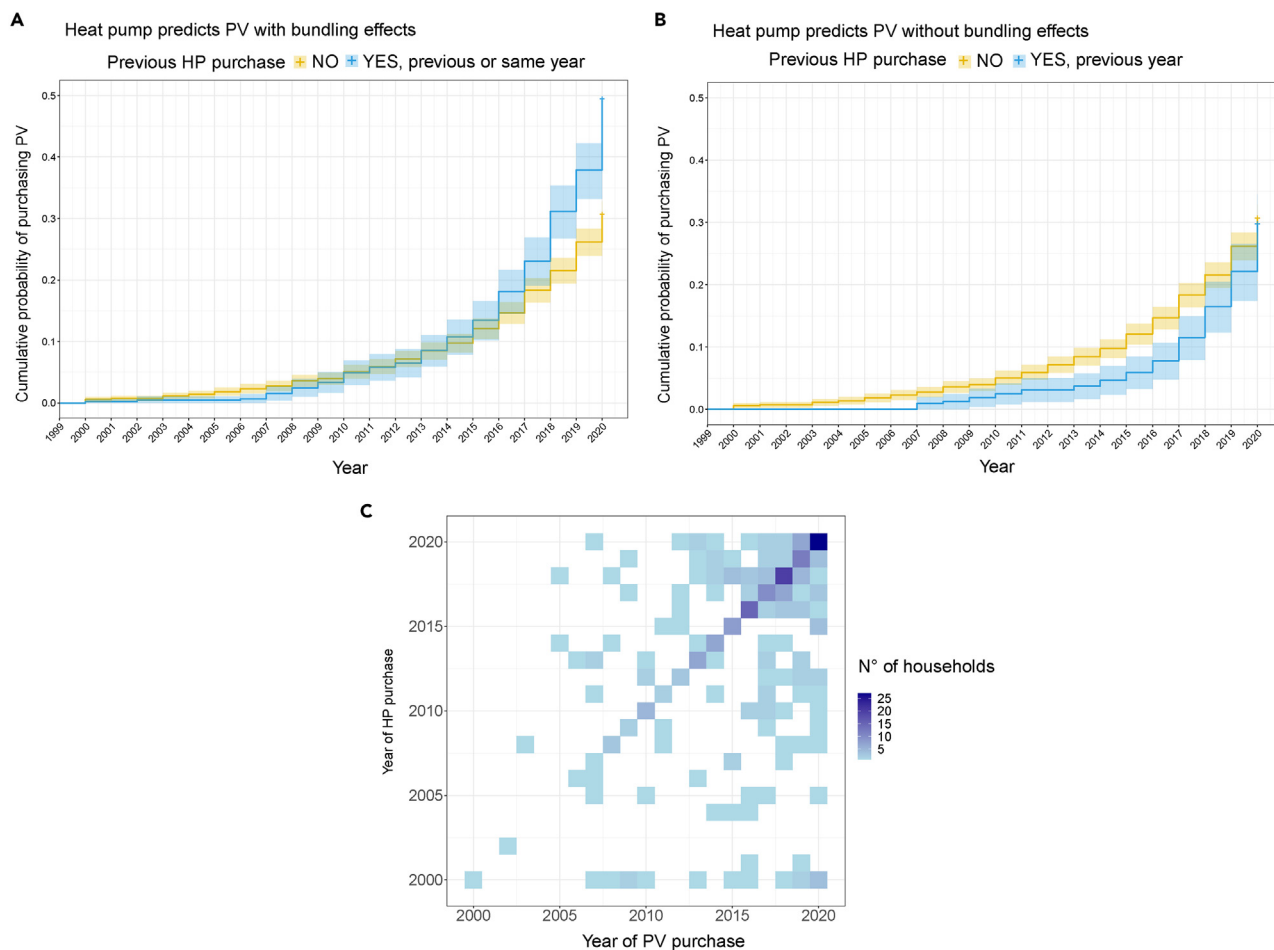 A
Heat pump predicts PV with bundling effects
Previous HP purchase NO YES, previous or same year
Cumulative probability of purchasing PV
0.5
0.4
0.3
0.2
0.1
0.0
1999 2000 2001 2002 2003 2004 2005 2006 2007 2008 2009 2010 2011 2012 2013 2014 2015 2016 2017 2018 2019 2020
Year
B
Heat pump predicts PV without bundling effects
Previous HP purchase NO YES, previous year
Cumulative probability of purchasing PV
0.5
0.4
0.3
0.2
0.1
0.0
1999 2000 2001 2002 2003 2004 2005 2006 2007 2008 2009 2010 2011 2012 2013 2014 2015 2016 2017 2018 2019 2020
Year
C
Year of HP purchase
2020
2015
2010
2005
2000
2000 2005 2010 2015 2020
Year of PV purchase
N° of households
25
20
15
10
5